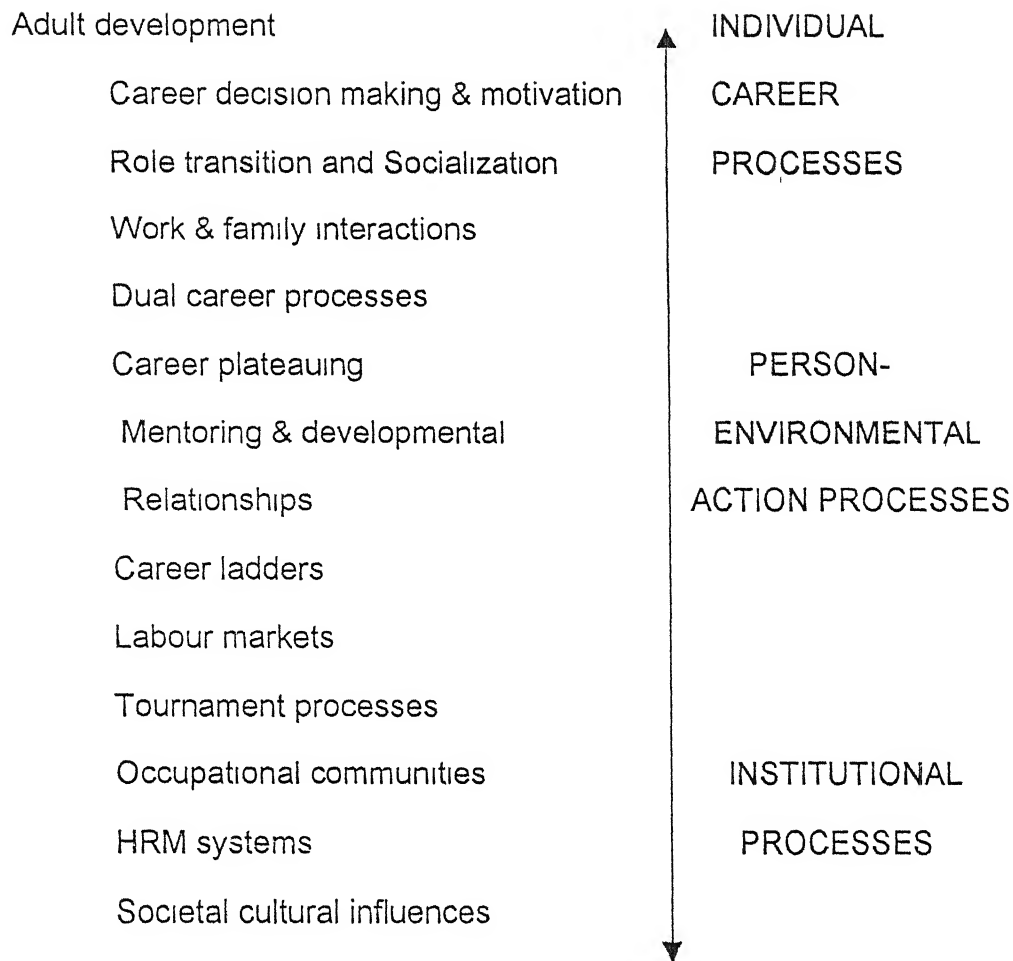 Adult development INDIVIDUAL
Career decision making & motivation CAREER
Role transition and Socialization PROCESSES
Work & family interactions
Dual career processes
Career plateauing PERSON-
Mentoring & developmental ENVIRONMENTAL
Relationships ACTION PROCESSES
Career ladders
Labour markets
Tournament processes
Occupational communities INSTITUTIONAL
HRM systems PROCESSES
Societal cultural influences